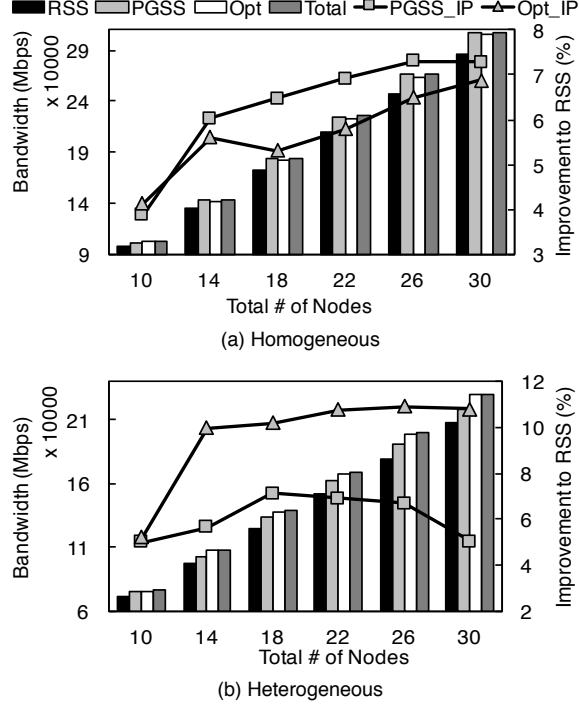 RSS PGSS Opt Total PGSS_IP Opt_IP
Bandwidth (Mbps)
x 10000
31
29
24
19
14
9
8
7
6
5
4
3
Improvement to RSS (%)
10 14 18 22 26 30
Total # of Nodes
(a) Homogeneous
Bandwidth (Mbps)
x 10000
21
16
11
6
12
10
8
6
4
2
Improvement to RSS (%)
10 14 18 22 26 30
Total # of Nodes
(b) Heterogeneous